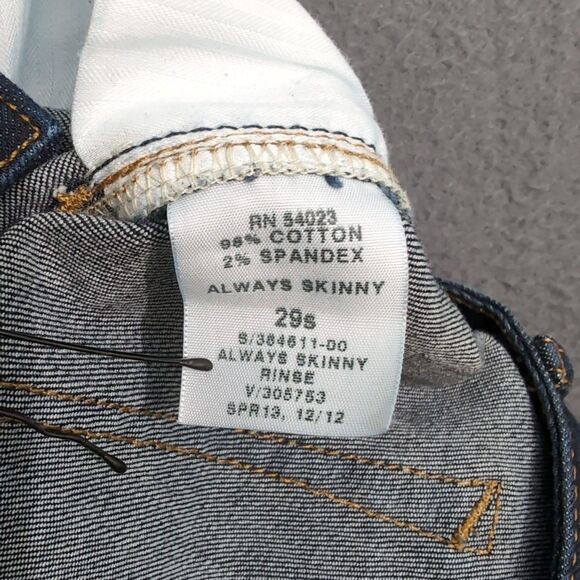 RN 54023
98% COTTON
2% SPANDEX
ALWAYS SKINNY
29s
S/384611-00
ALWAYS SKINNY
RINSE
V/305753
SPR13, 12/12